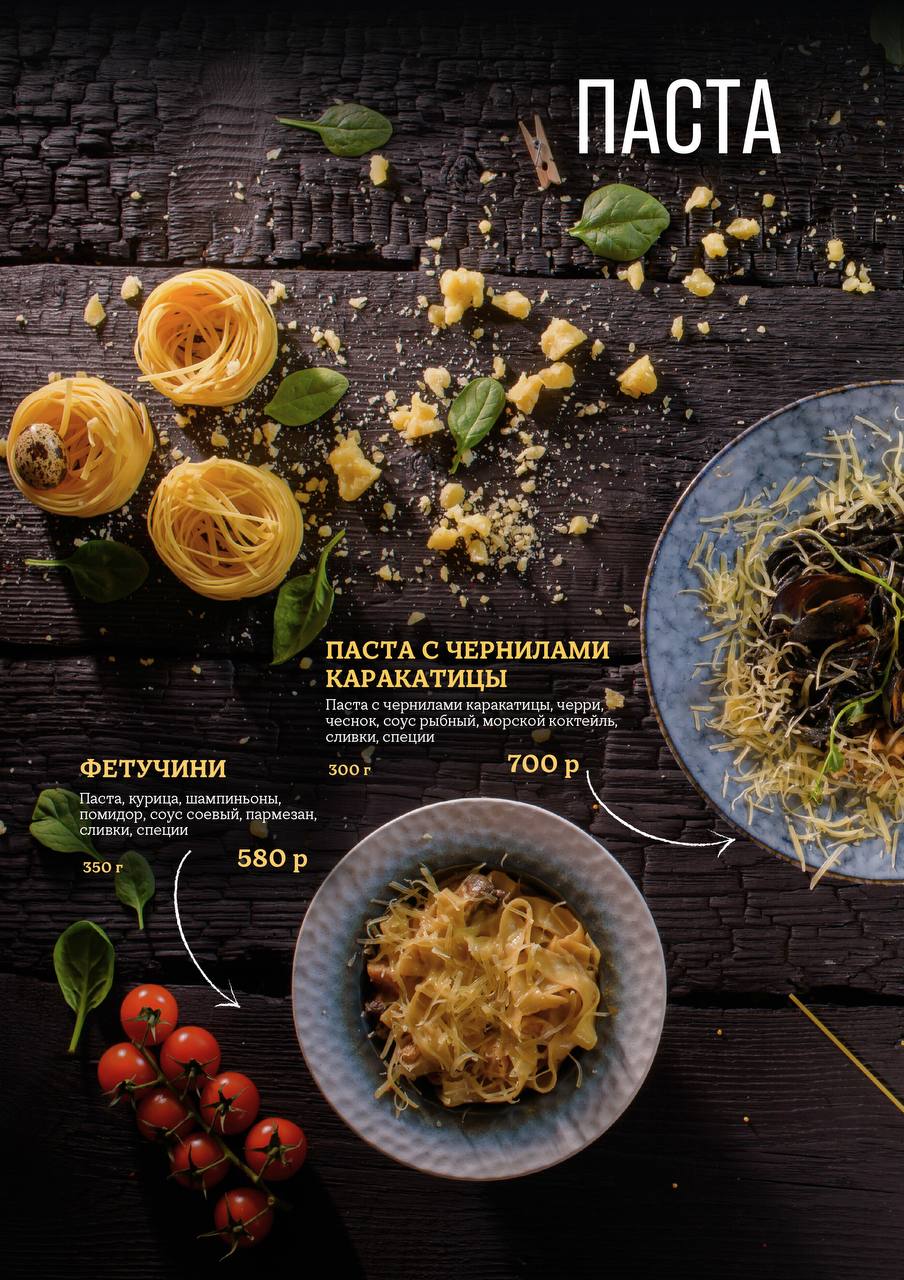 ПАСТА
ПАСТА С ЧЕРНИЛАМИ
КАРАКАТИЦЫ
Паста с чернилами каракатицы, черри,
чеснок, соус рыбный, морской коктейль,
сливки, специи
300 г
700 р
ФЕТУЧИНИ
Паста, курица, шампиньоны,
помидор, соус соевый, пармезан,
сливки, специи
350 г
580 р